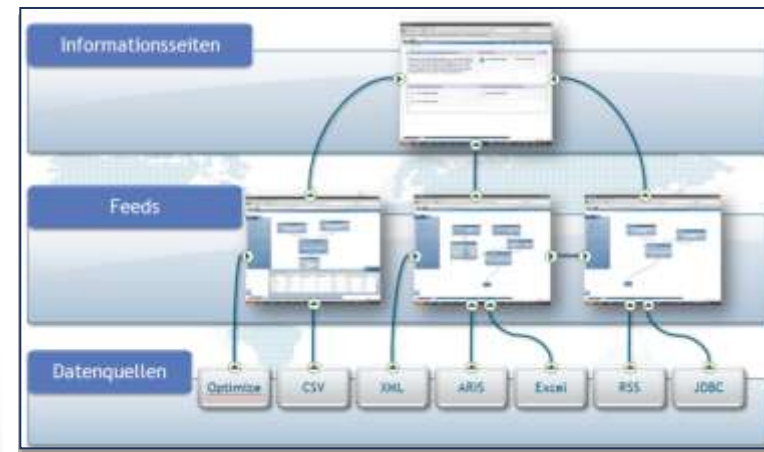 Informationsseiten
Feeds
Datenquellen
Optimize
CSV
XML
ARIS
Excel
RSS
JDBC